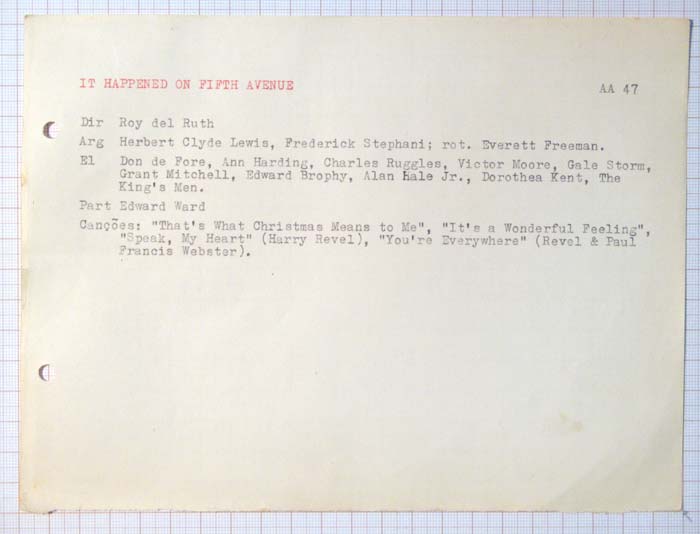 IT HAPPENED ON FIFTH AVENUE AA 47
Dir Roy del Ruth
Arg Herbert Clyde Lewis, Frederick Stephani; rot. Everett Freeman.
El Don de Fore, Ann Harding, Charles Ruggles, Victor Moore, Gale Storm,
Grant Mitchell, Edward Brophy, Alan Hale Jr., Dorothea Kent, The
King's Men.
Part Edward Ward
Canções: "That's What Christmas Means to Me", "It's a Wonderful Feeling",
"Speak, My Heart" (Harry Revel), "You're Everywhere" (Revel & Paul
Francis Webster).